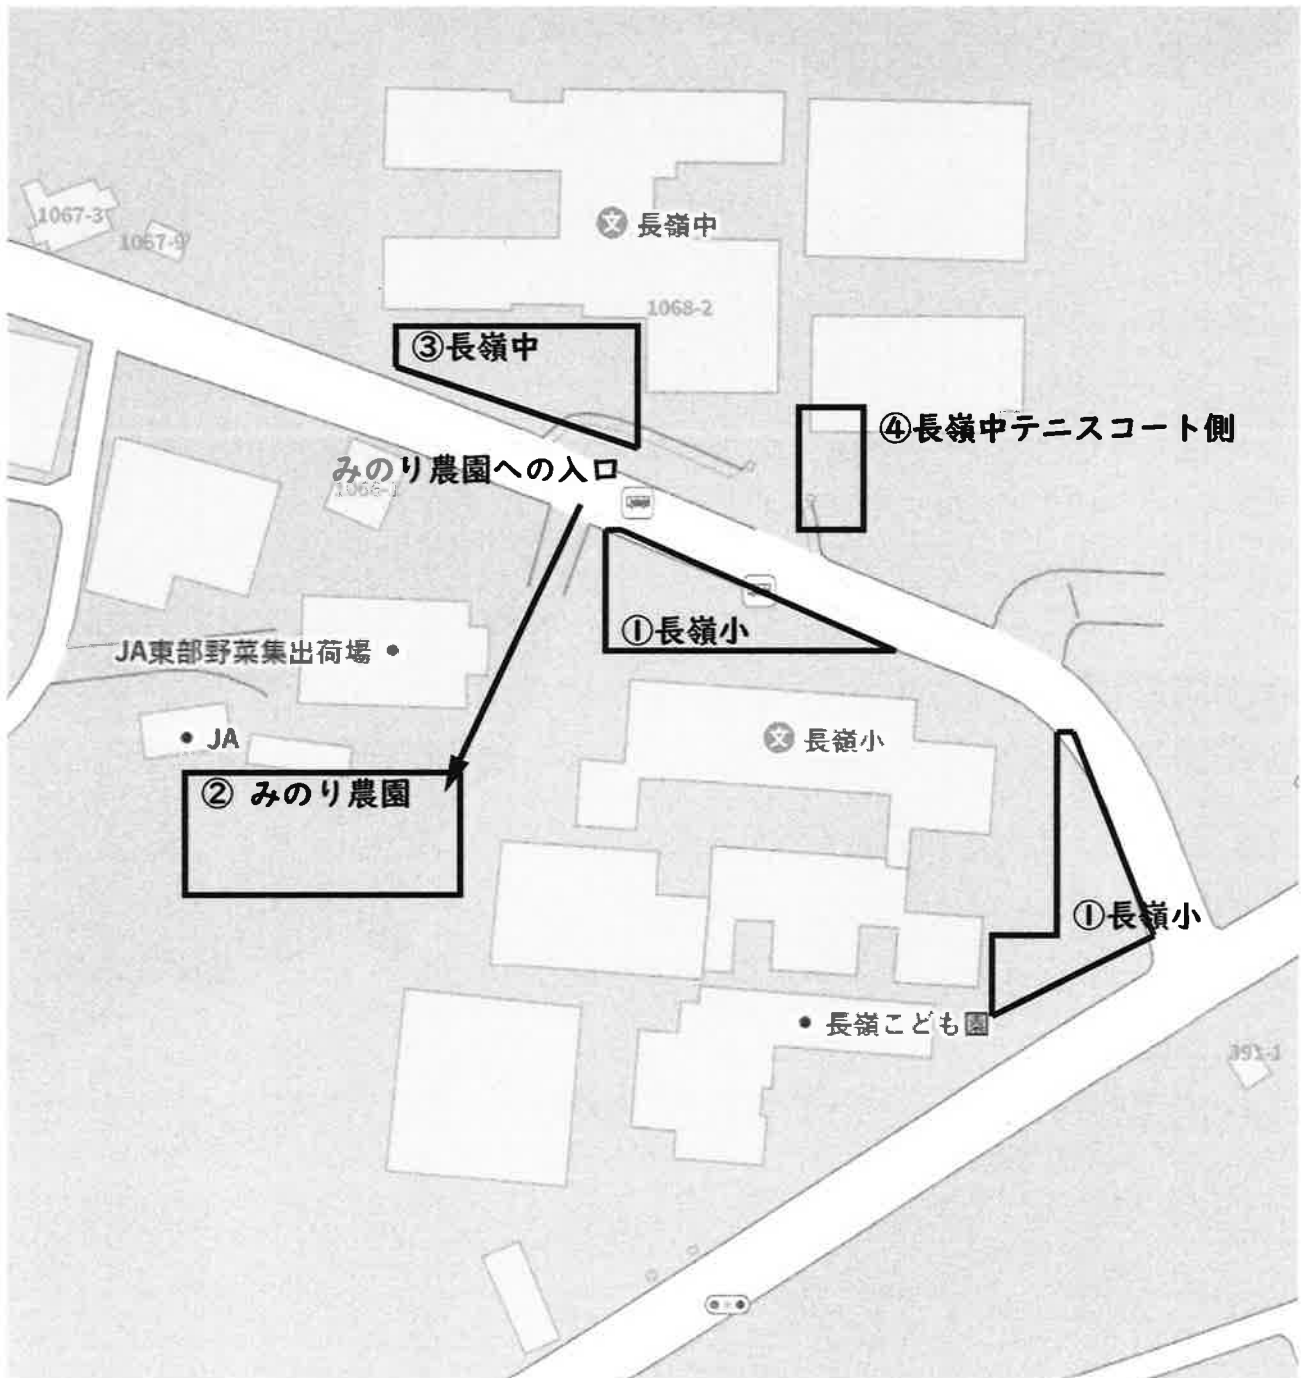 1067-3
1067-9
文 長嶺中
1068-2
③長嶺中
④長嶺中テニスコート側
みのり農園への入口
①長嶺小
JA東部野菜集出荷場
JA
文 長嶺小
② みのり農園
①長嶺小
長嶺こども園
391-1